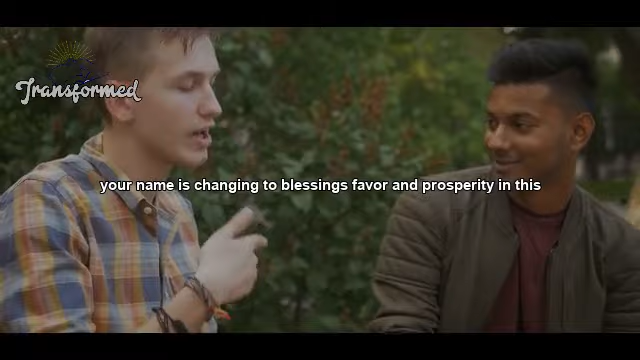 Transformed
your name is changing to blessings favor and prosperity in this